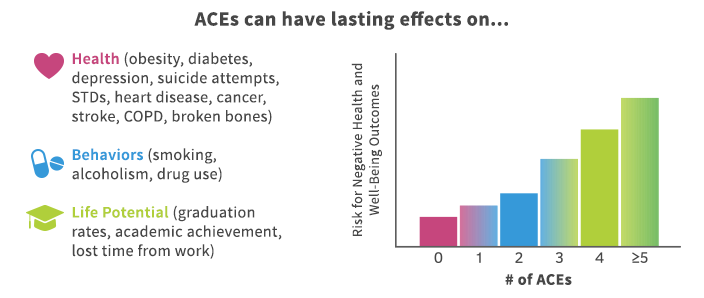 ACEs can have lasting effects on...
Health (obesity, diabetes,
depression, suicide attempts,
STDs, heart disease, cancer,
stroke, COPD, broken bones)
Behaviors (smoking,
alcoholism, drug use)
Life Potential (graduation
rates, academic achievement,
lost time from work)
Risk for Negative Health and
Well-Being Outcomes
0 1 2 3 4 ≥5
# of ACEs